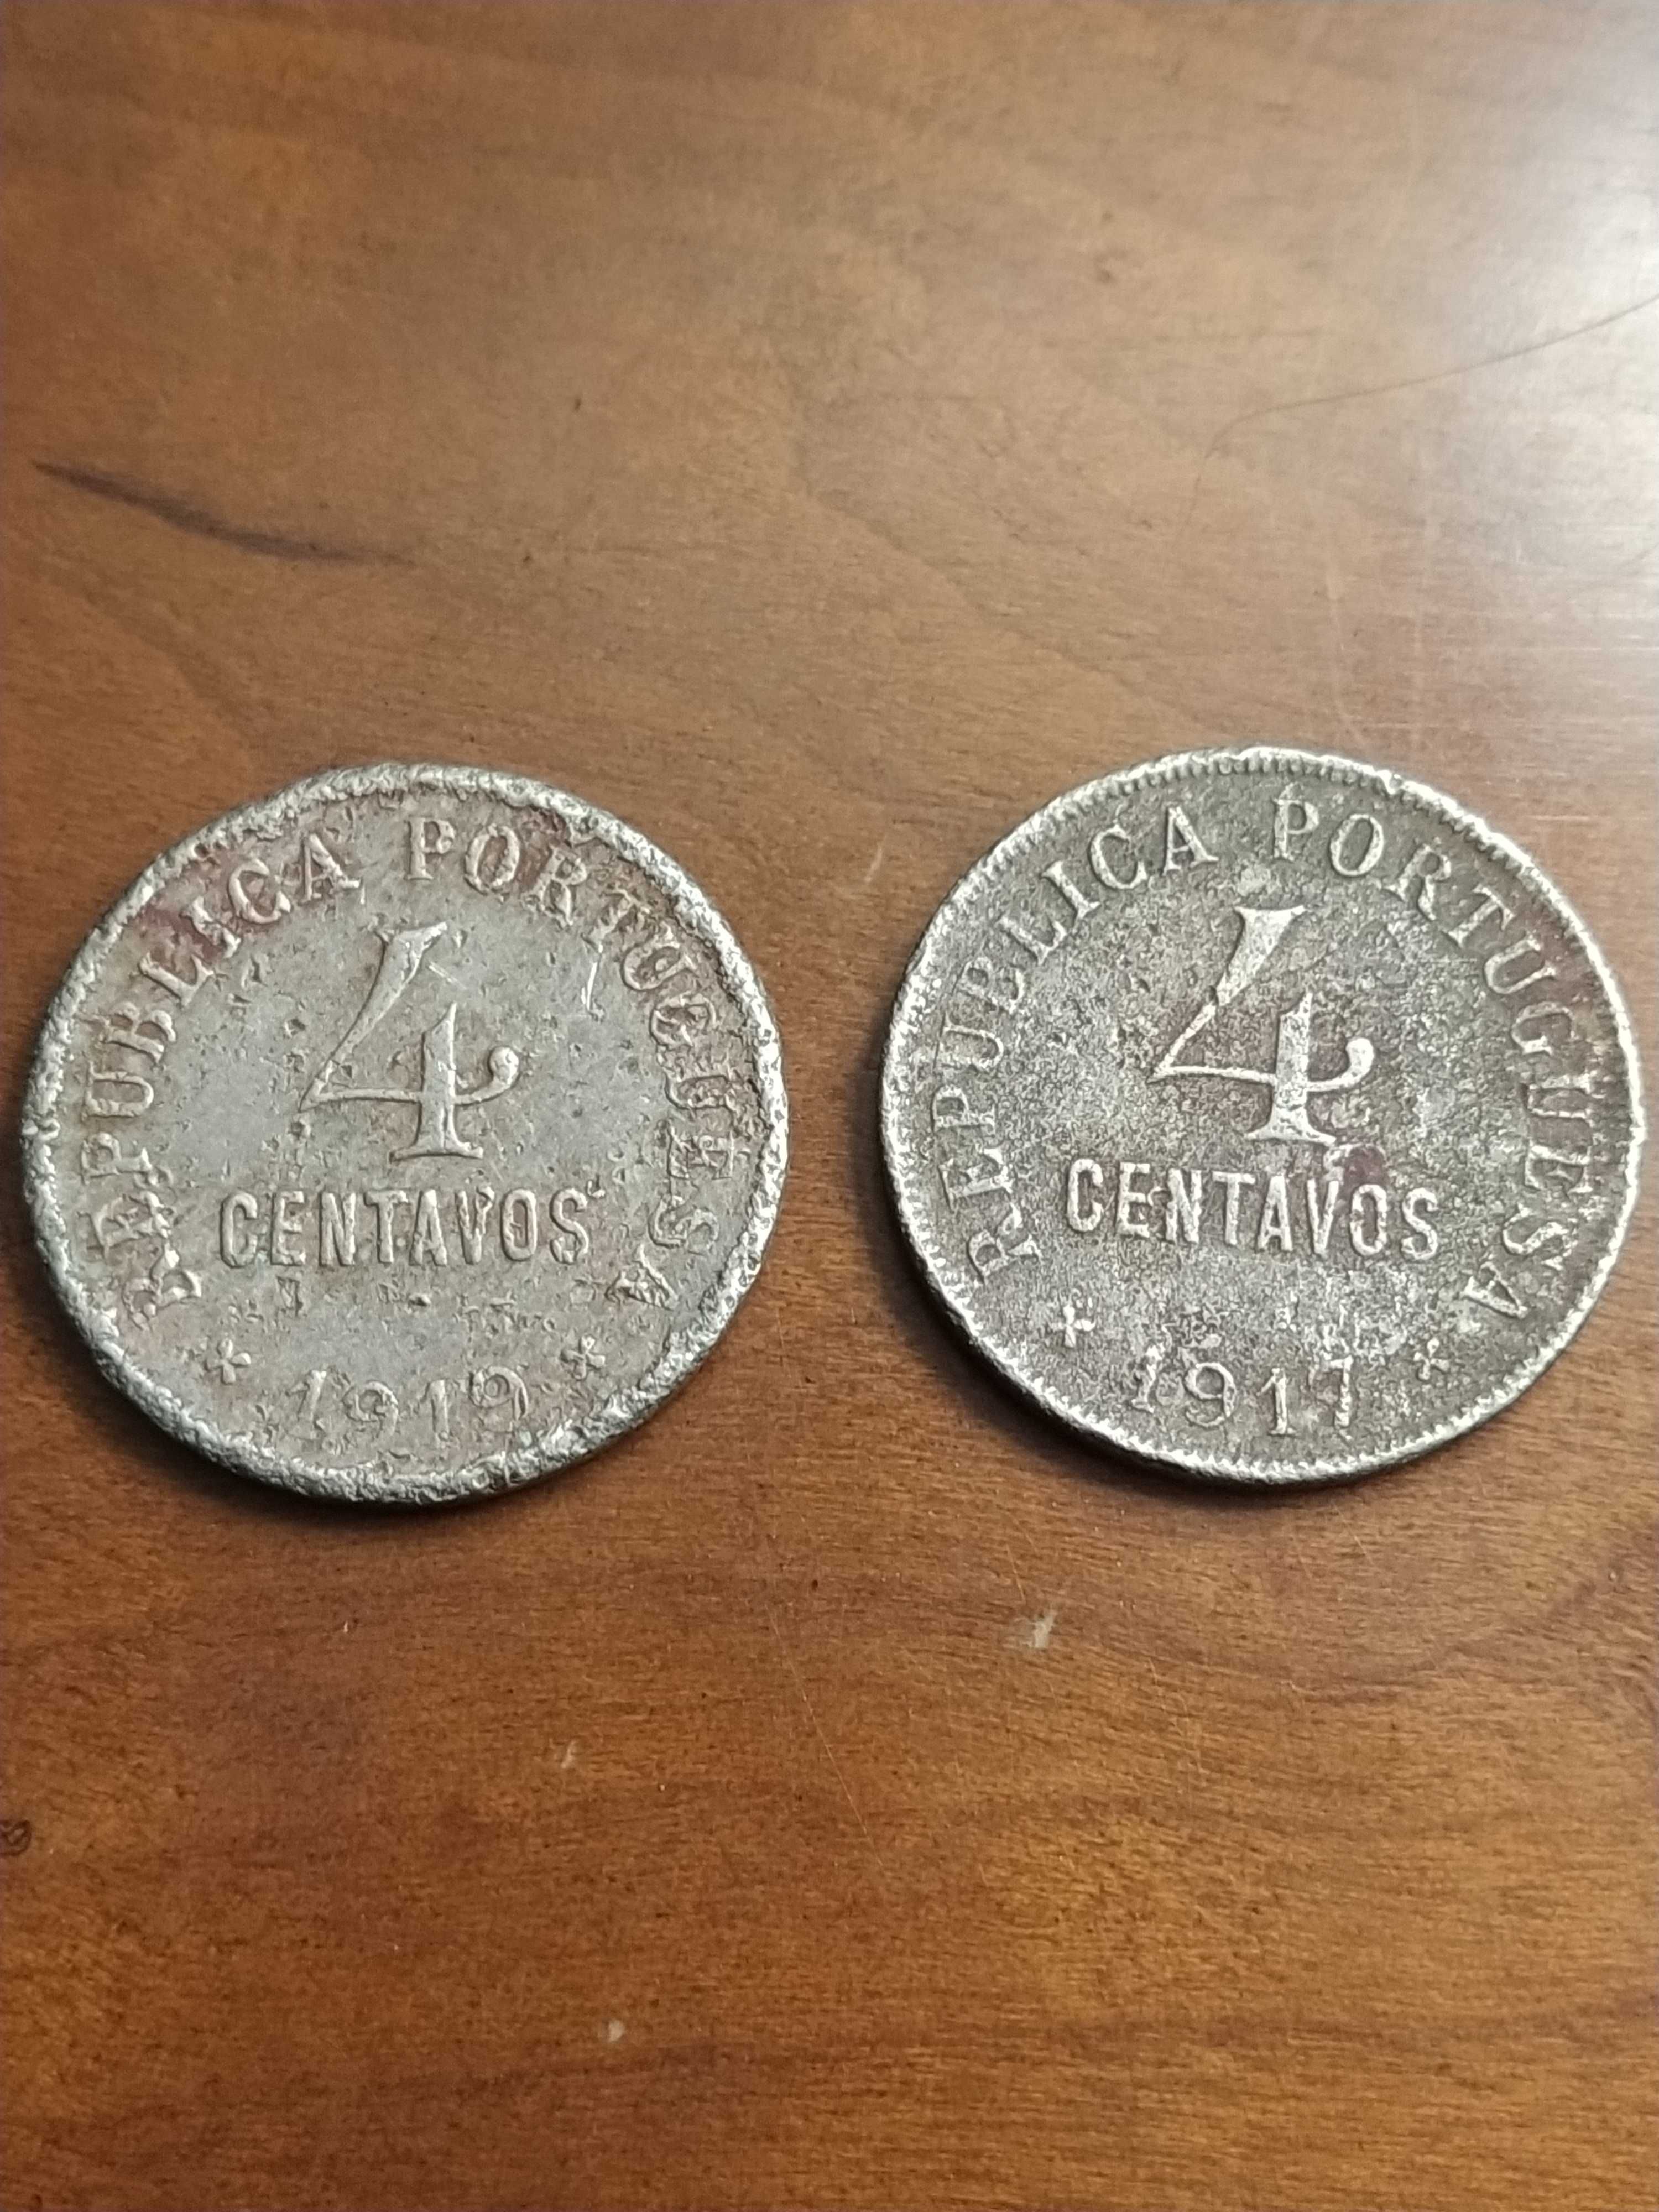 REPUBLICA PORTUGUESA
4
CENTAVOS
1919
REPUBLICA PORTUGUESA
4
CENTAVOS
1917